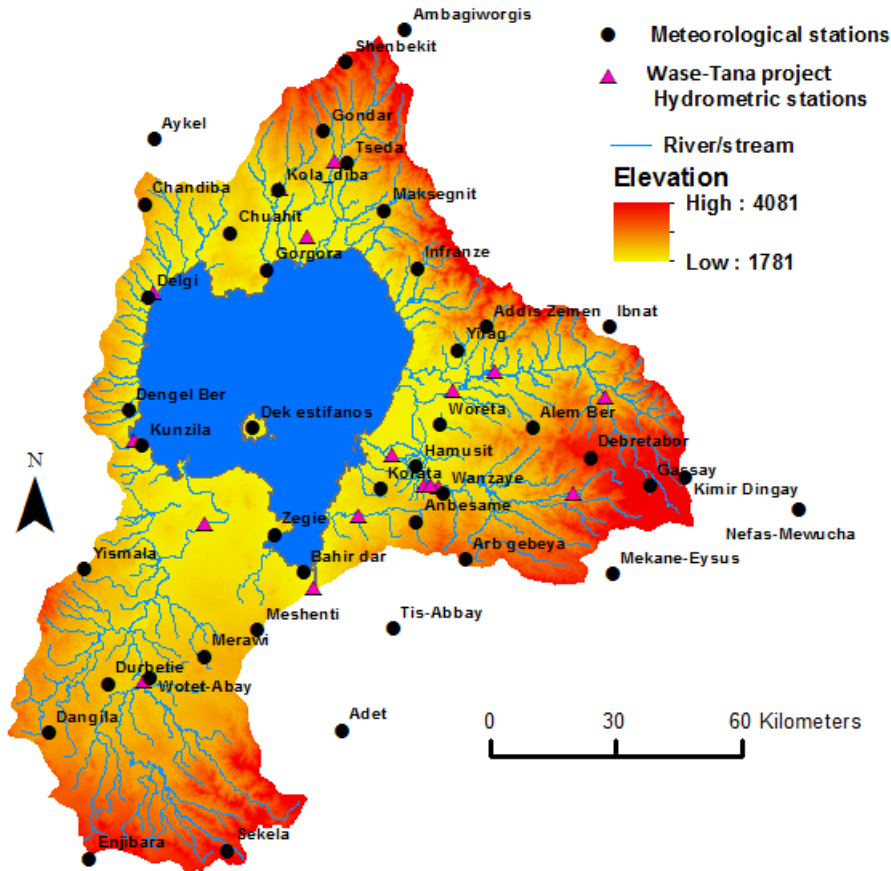 Ambagiworgis
Meteorological stations
Shenbekit
Wase-Tana project
Hydrometric stations
Aykel
Gondar
River/stream
Tseda
Elevation
Kola_diba
Chandiba
Maksegnit
High : 4081
Chuahit
Gorgora
Infranze
Low : 1781
Delgi
Addis Zemen
Ibnat
Yifag
Dengel Ber
Dek estifanos
Woreta
Alem Ber
Kunzila
Hamusit
Debretabor
N
Korata
Wanzaye
Gassay
Kimir Dingay
Anbesame
Zegie
Nefas-Mewucha
Yismala
Bahir dar
Arb gebeya
Mekane-Eysus
Meshenti
Tis-Abbay
Merawi
Durbetie
Wotet-Abay
Dangila
Adet
0 30 60 Kilometers
Enjibara
Sekela